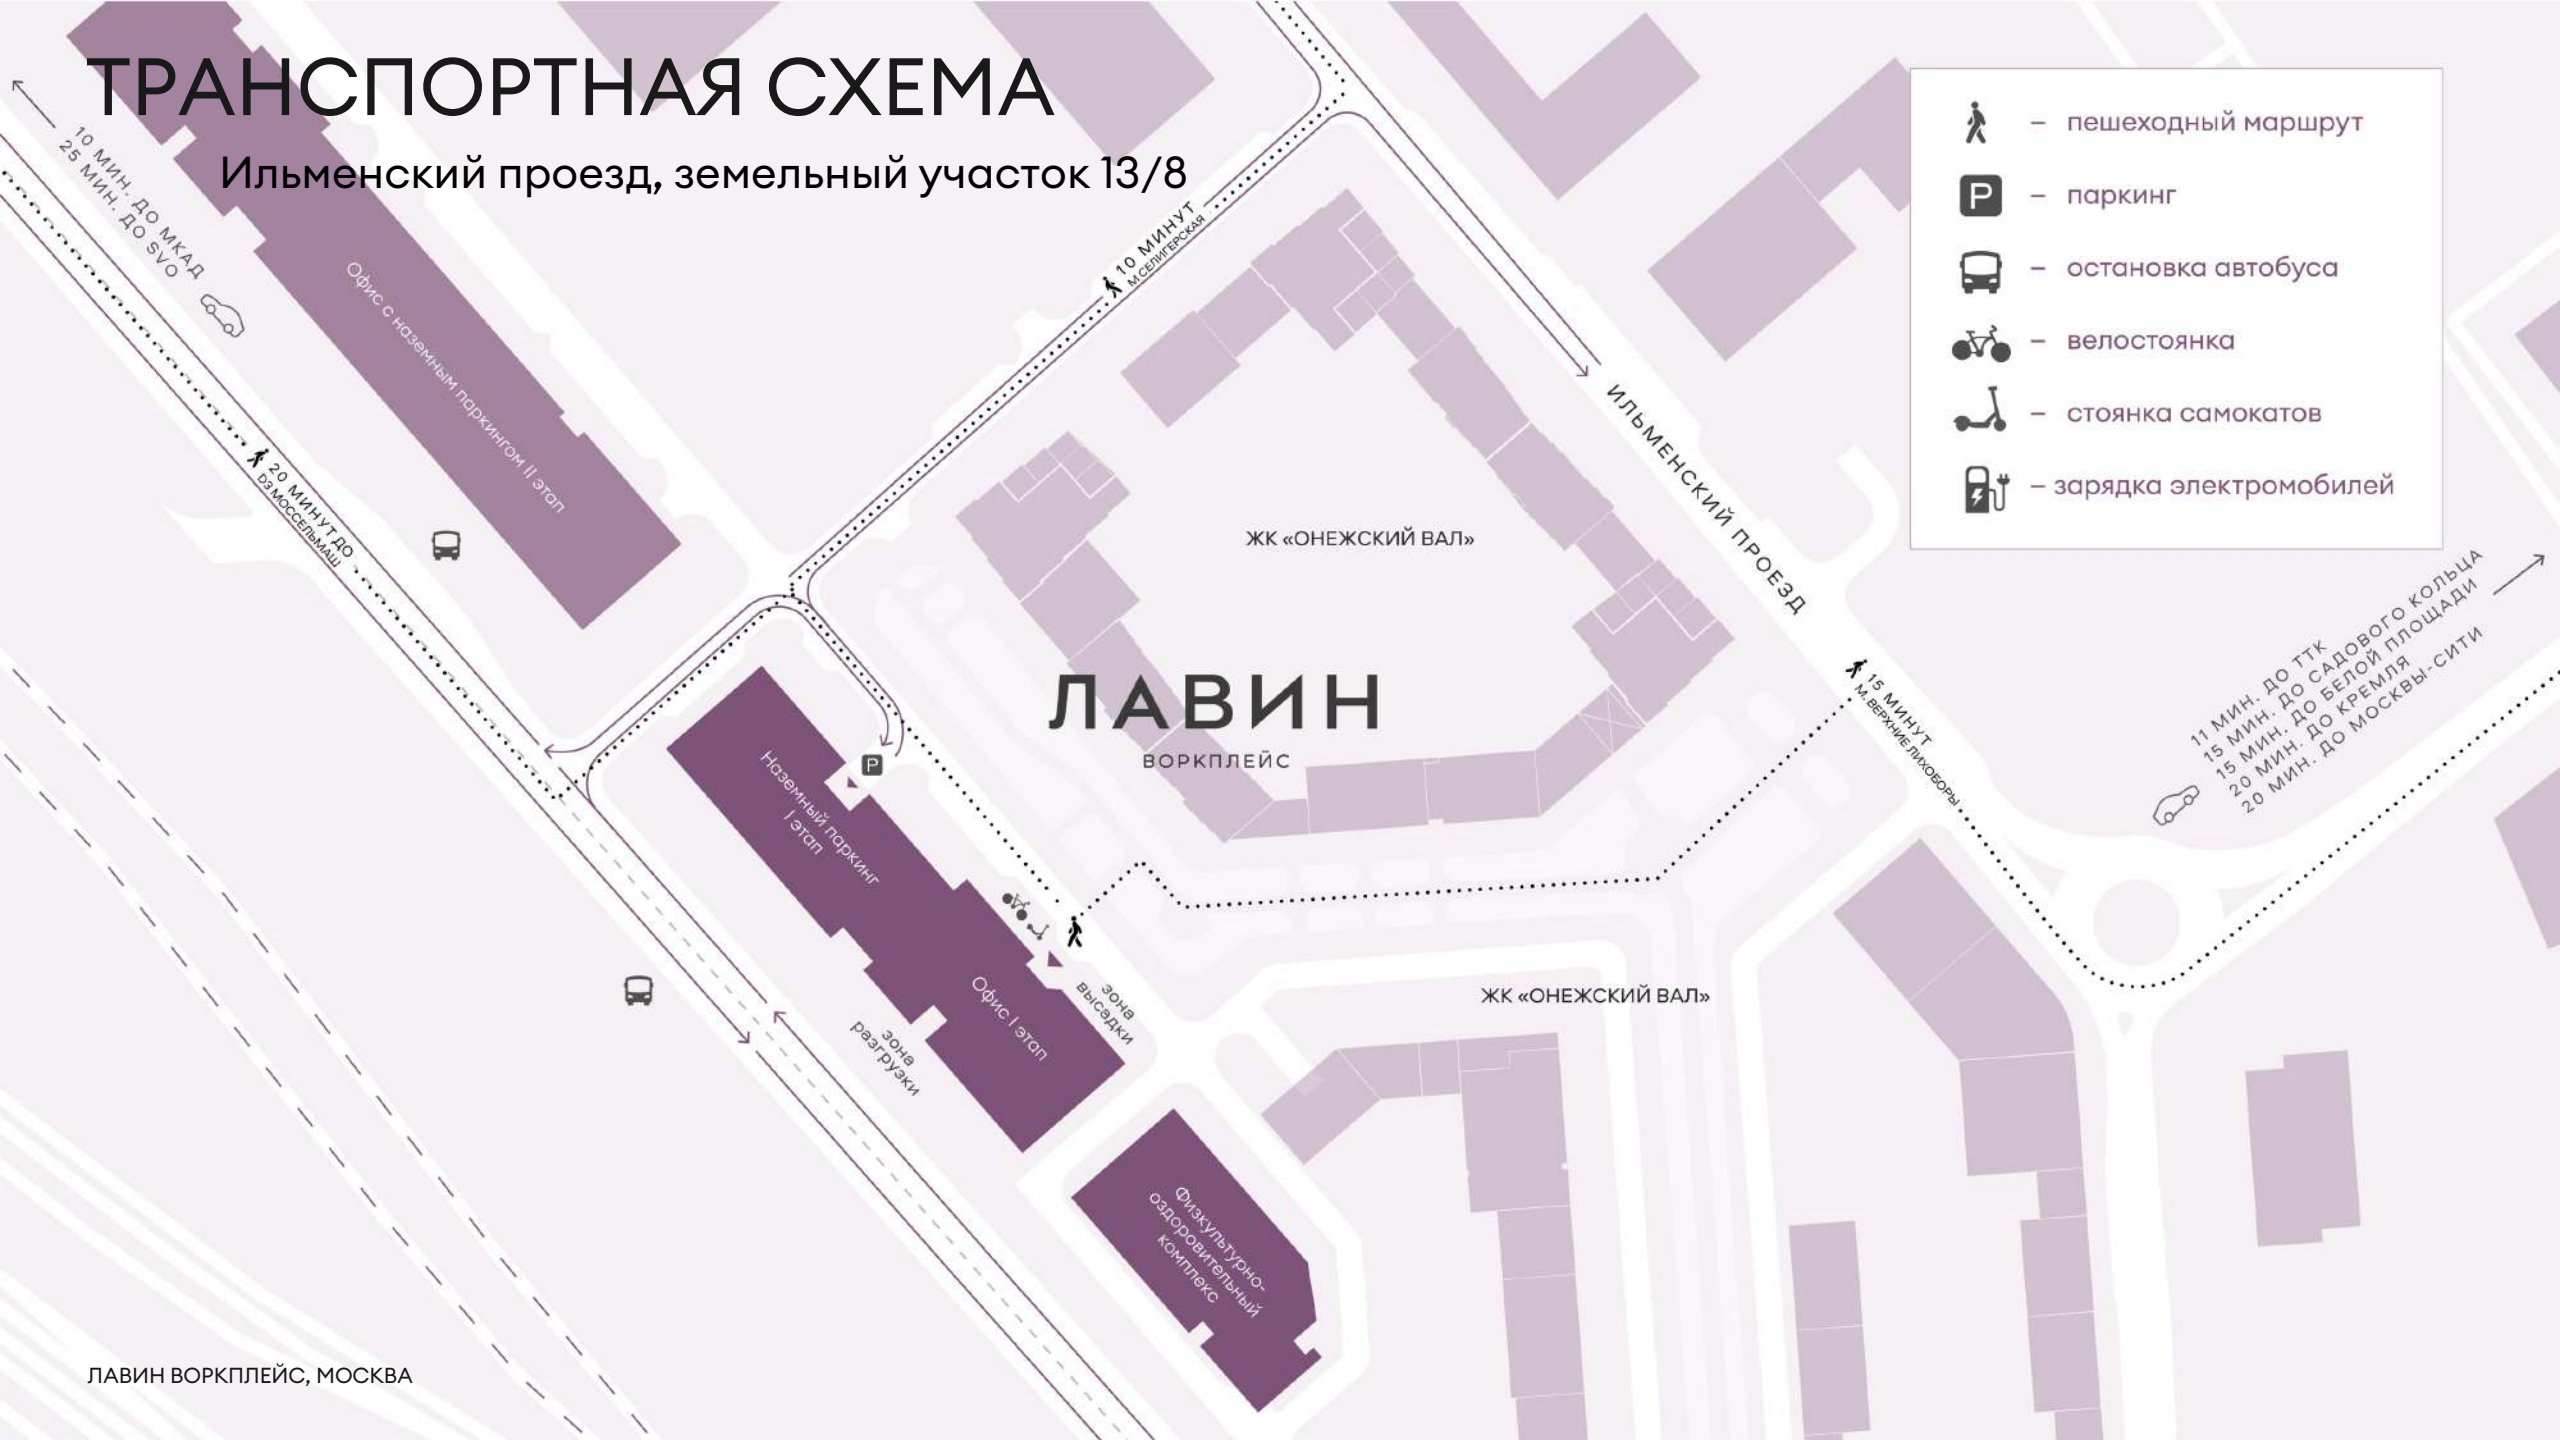 ТРАНСПОРТНАЯ СХЕМА
Ильменский проезд, земельный участок 13/8
– пешеходный маршрут
P – паркинг
– остановка автобуса
– велостоянка
– стоянка самокатов
– зарядка электромобилей
10 МИН. ДО МКАД
25 МИН. ДО SVO
Офис с наземным паркингом II этап
10 МИНУТ
М СЕЛИГЕРСКАЯ
20 МИНУТ ДО
D3 МОССЕЛЬМАШ
ИЛЬМЕНСКИЙ ПРОЕЗД
ЖК «ОНЕЖСКИЙ ВАЛ»
ЛАВИН
ВОРКПЛЕЙС
15 МИНУТ
М. ВЕРХНИЕ ЛИХОБОРЫ
11 МИН. ДО ТТК
15 МИН. ДО САДОВОГО КОЛЬЦА
15 МИН. ДО БЕЛОЙ ПЛОЩАДИ
20 МИН. ДО КРЕМЛЯ
20 МИН. ДО МОСКВЫ-СИТИ
P
Наземный паркинг
I этап
Офис I этап
зона
высадки
зона
разгрузки
ЖК «ОНЕЖСКИЙ ВАЛ»
Физкультурно-
оздоровительный
комплекс
ЛАВИН ВОРКПЛЕЙС, МОСКВА